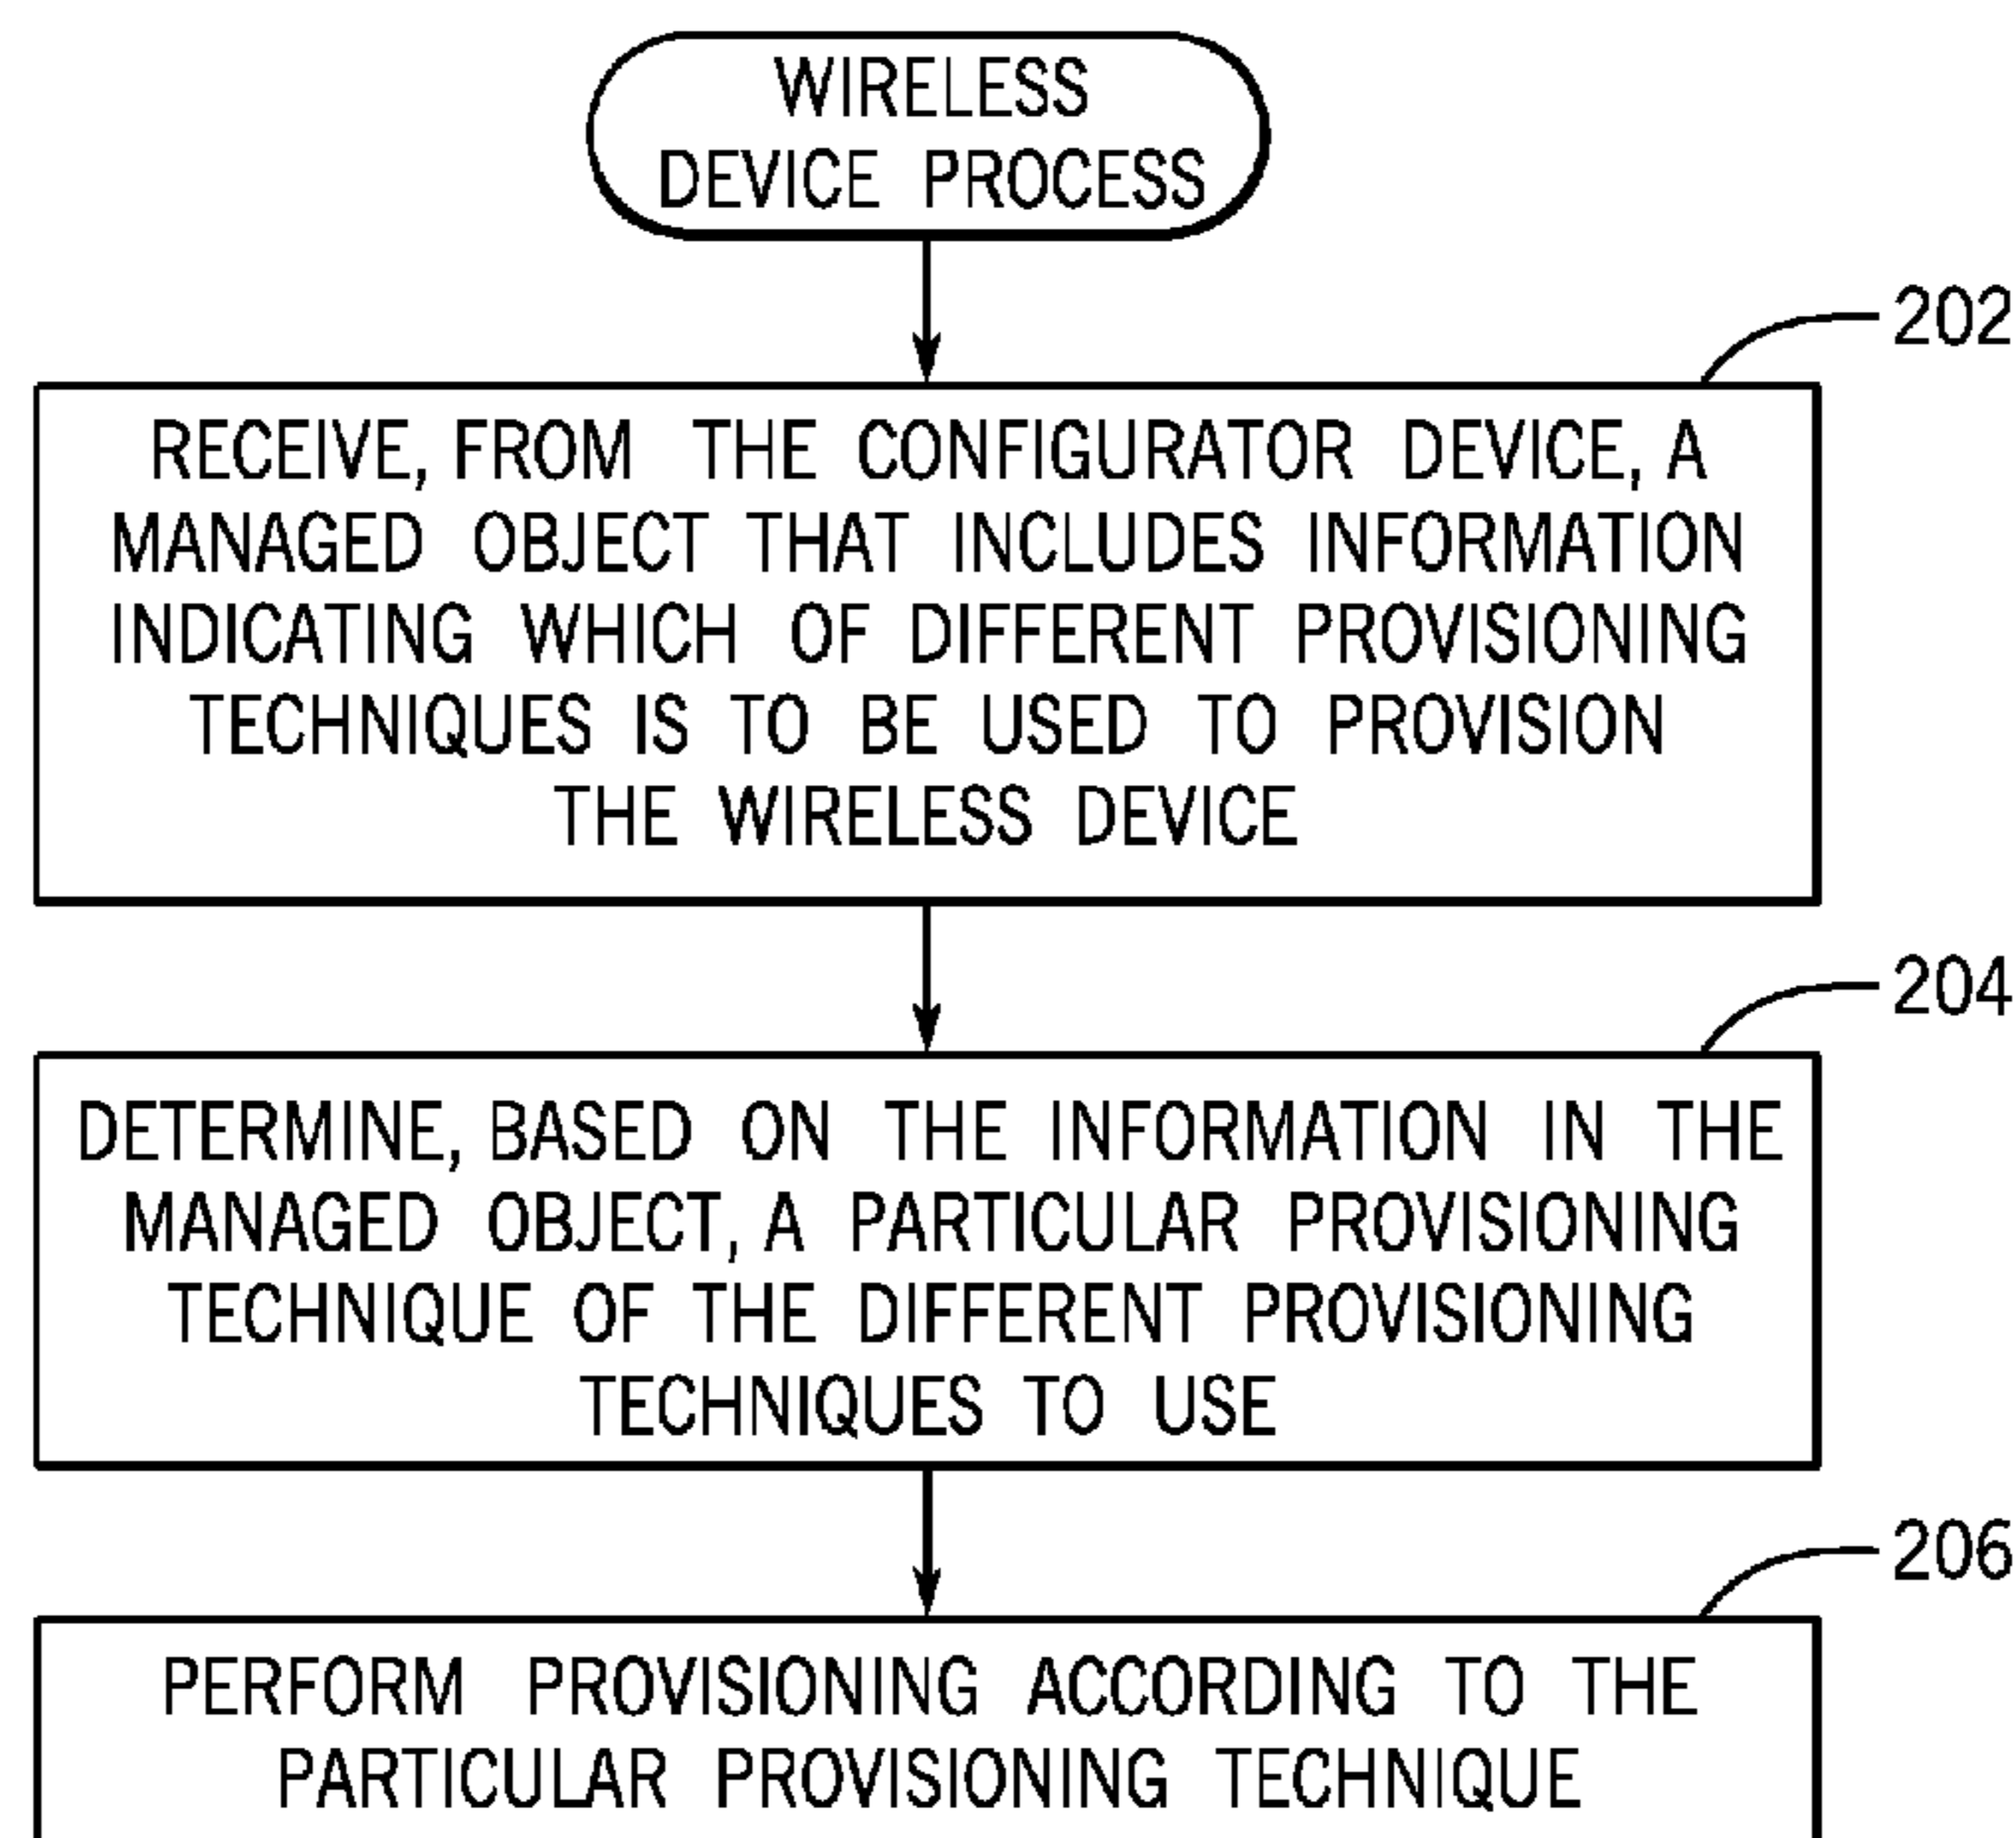 WIRELESS
DEVICE PROCESS
202
RECEIVE, FROM THE CONFIGURATOR DEVICE, A
MANAGED OBJECT THAT INCLUDES INFORMATION
INDICATING WHICH OF DIFFERENT PROVISIONING
TECHNIQUES IS TO BE USED TO PROVISION
THE WIRELESS DEVICE
204
DETERMINE, BASED ON THE INFORMATION IN THE
MANAGED OBJECT, A PARTICULAR PROVISIONING
TECHNIQUE OF THE DIFFERENT PROVISIONING
TECHNIQUES TO USE
206
PERFORM PROVISIONING ACCORDING TO THE
PARTICULAR PROVISIONING TECHNIQUE